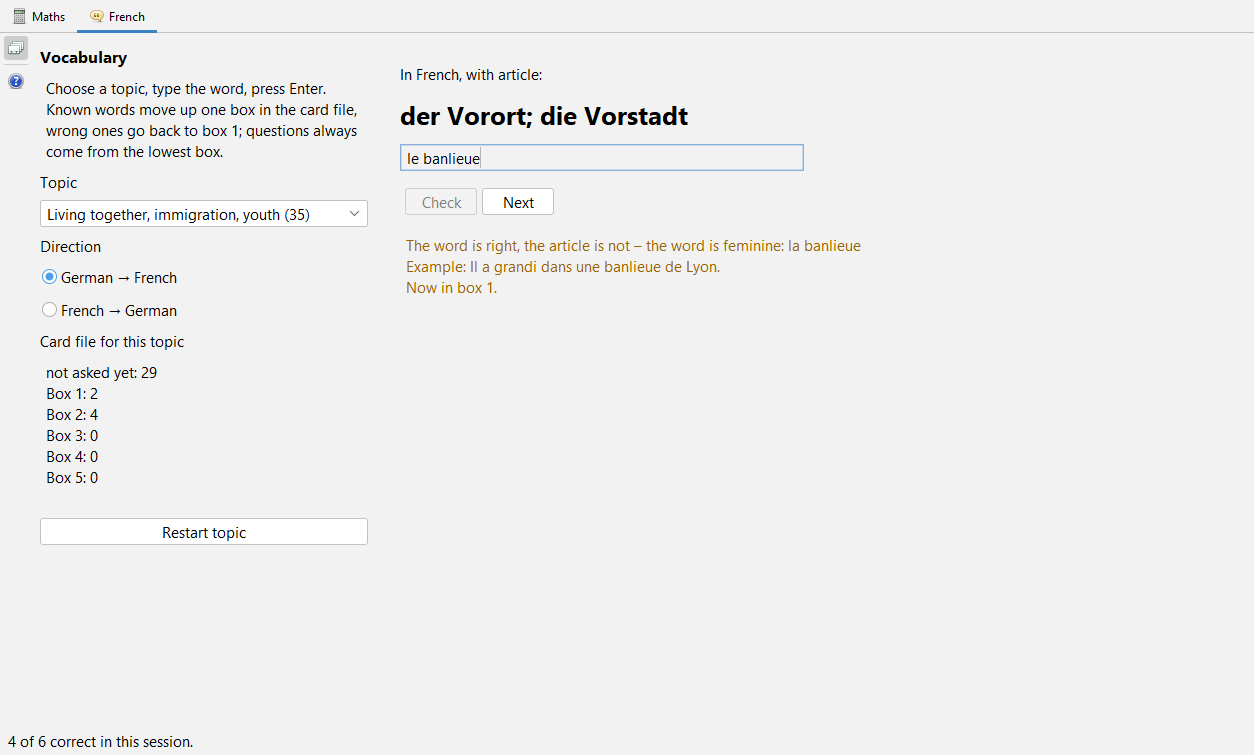 Maths
French
Vocabulary
Choose a topic, type the word, press Enter.
Known words move up one box in the card file,
wrong ones go back to box 1; questions always
come from the lowest box.
Topic
Living together, immigration, youth (35)
Direction
German → French
French → German
Card file for this topic
not asked yet: 29
Box 1: 2
Box 2: 4
Box 3: 0
Box 4: 0
Box 5: 0
Restart topic
In French, with article:
der Vorort; die Vorstadt
le banlieue
Check
Next
The word is right, the article is not – the word is feminine: la banlieue
Example: Il a grandi dans une banlieue de Lyon.
Now in box 1.
4 of 6 correct in this session.